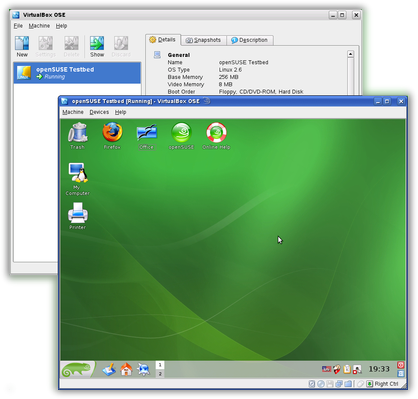 VirtualBox OSE
File Machine Help
New Show
Details Snapshots Description
openSUSE Testbed
Running
General
Name openSUSE Testbed
OS Type Linux 2.6
Base Memory 256 MB
Video Memory 8 MB
Boot Order Floppy, CD/DVD-ROM, Hard Disk
openSUSE Testbed [Running] - VirtualBox OSE
Machine Devices Help
Trash Firefox Office openSUSE Online Help
My
Computer
Printer
1
2
19:33
Right Ctrl